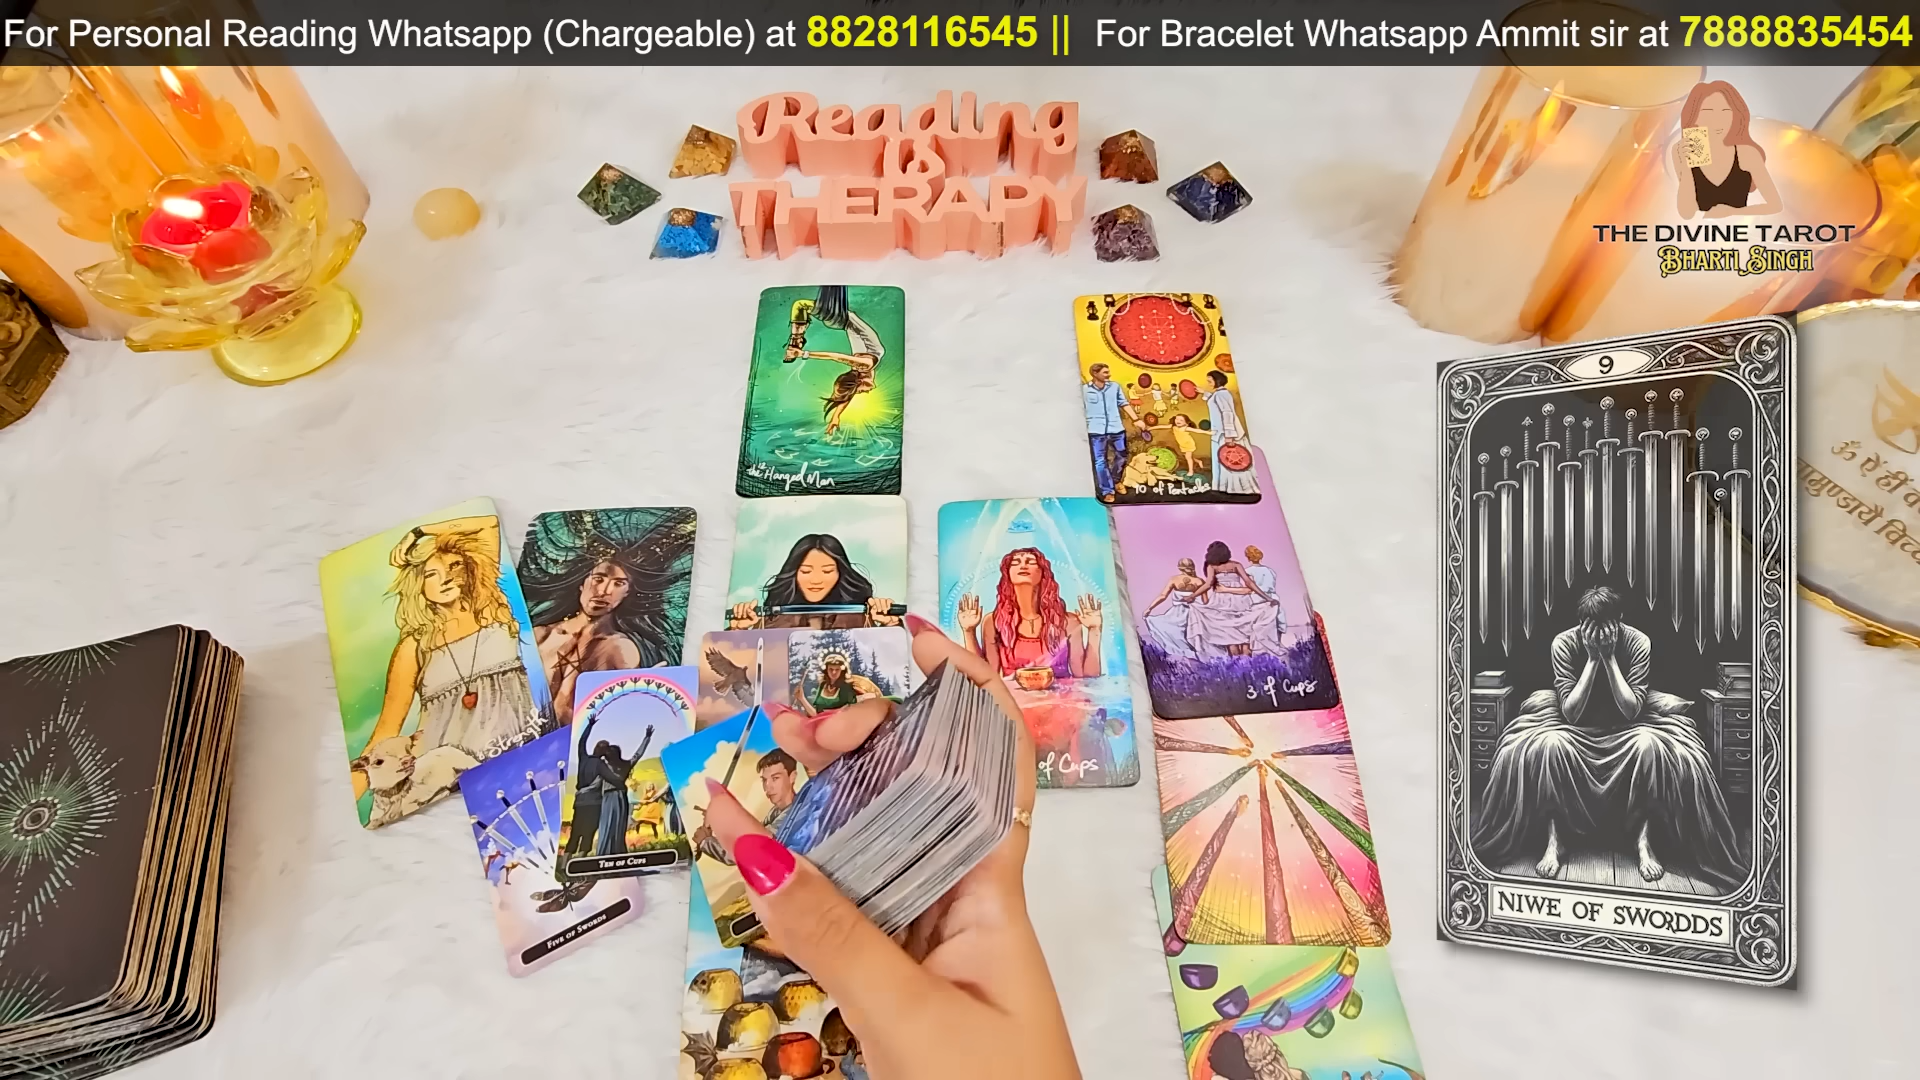 For Personal Reading Whatsapp (Chargeable) at 8828116545 || For Bracelet Whatsapp Ammit sir at 7888835454
Reading
is
THERAPY
THE DIVINE TAROT
BHARTI SINGH
the Hanged Man
10 of Pentacles
9
ॐ ऐं ह्रीं
Strength
3 of Cups
of Cups
TEN OF CUPS
FIVE OF SWORDS
NIWE OF SWORDDS